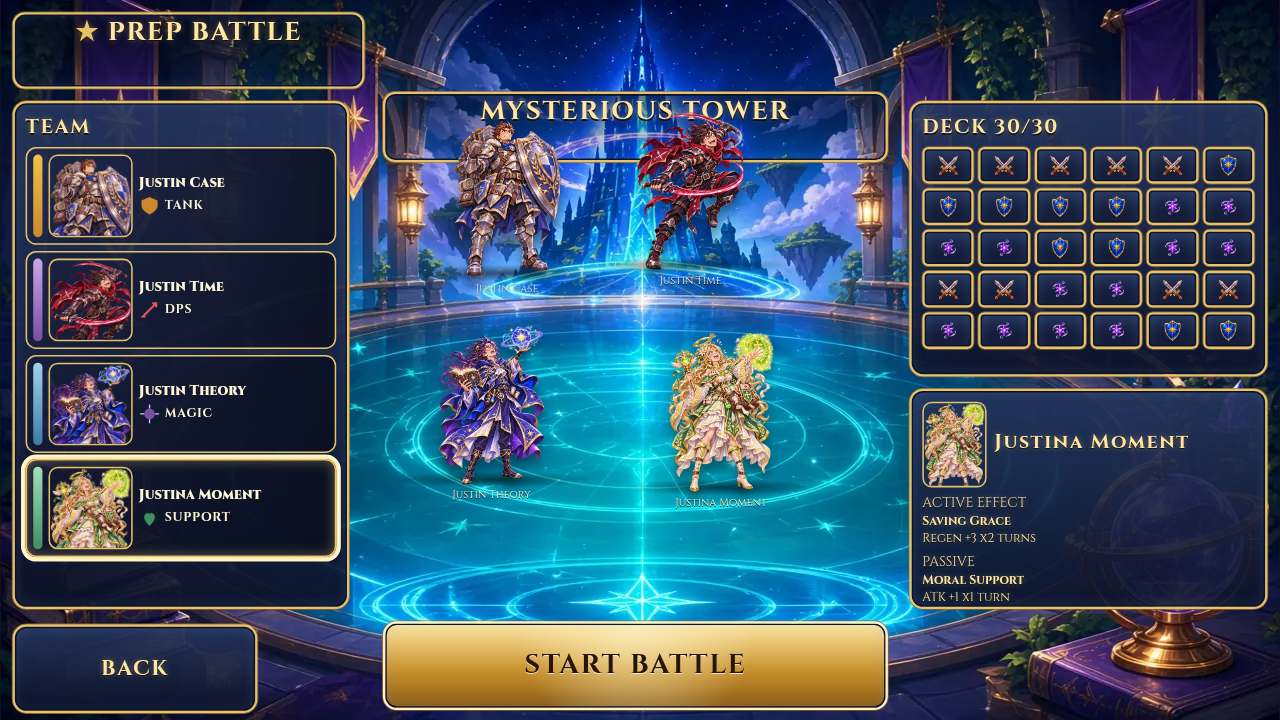 ★ PREP BATTLE
TEAM
JUSTIN CASE
TANK
JUSTIN TIME
DPS
JUSTIN THEORY
MAGIC
JUSTINA MOMENT
SUPPORT
BACK
MYSTERIOUS TOWER
JUSTIN CASE
JUSTIN TIME
JUSTIN THEORY
JUSTINA MOMENT
START BATTLE
DECK 30/30
JUSTINA MOMENT
ACTIVE EFFECT
SAVING GRACE
REGEN +3 X2 TURNS
PASSIVE
MORAL SUPPORT
ATK +1 X1 TURN